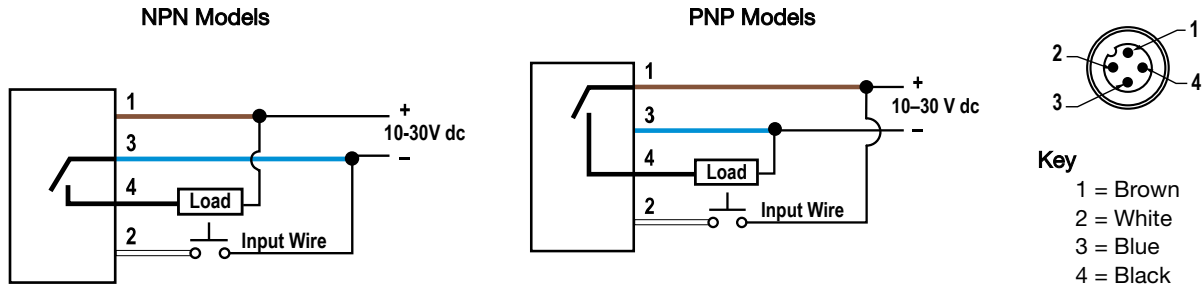 NPN Models
1
+
10-30V dc
3
–
4
Load
2
Input Wire
PNP Models
1
+
10–30 V dc
3
–
4
Load
2
Input Wire
1
2
4
3
Key
1 = Brown
2 = White
3 = Blue
4 = Black